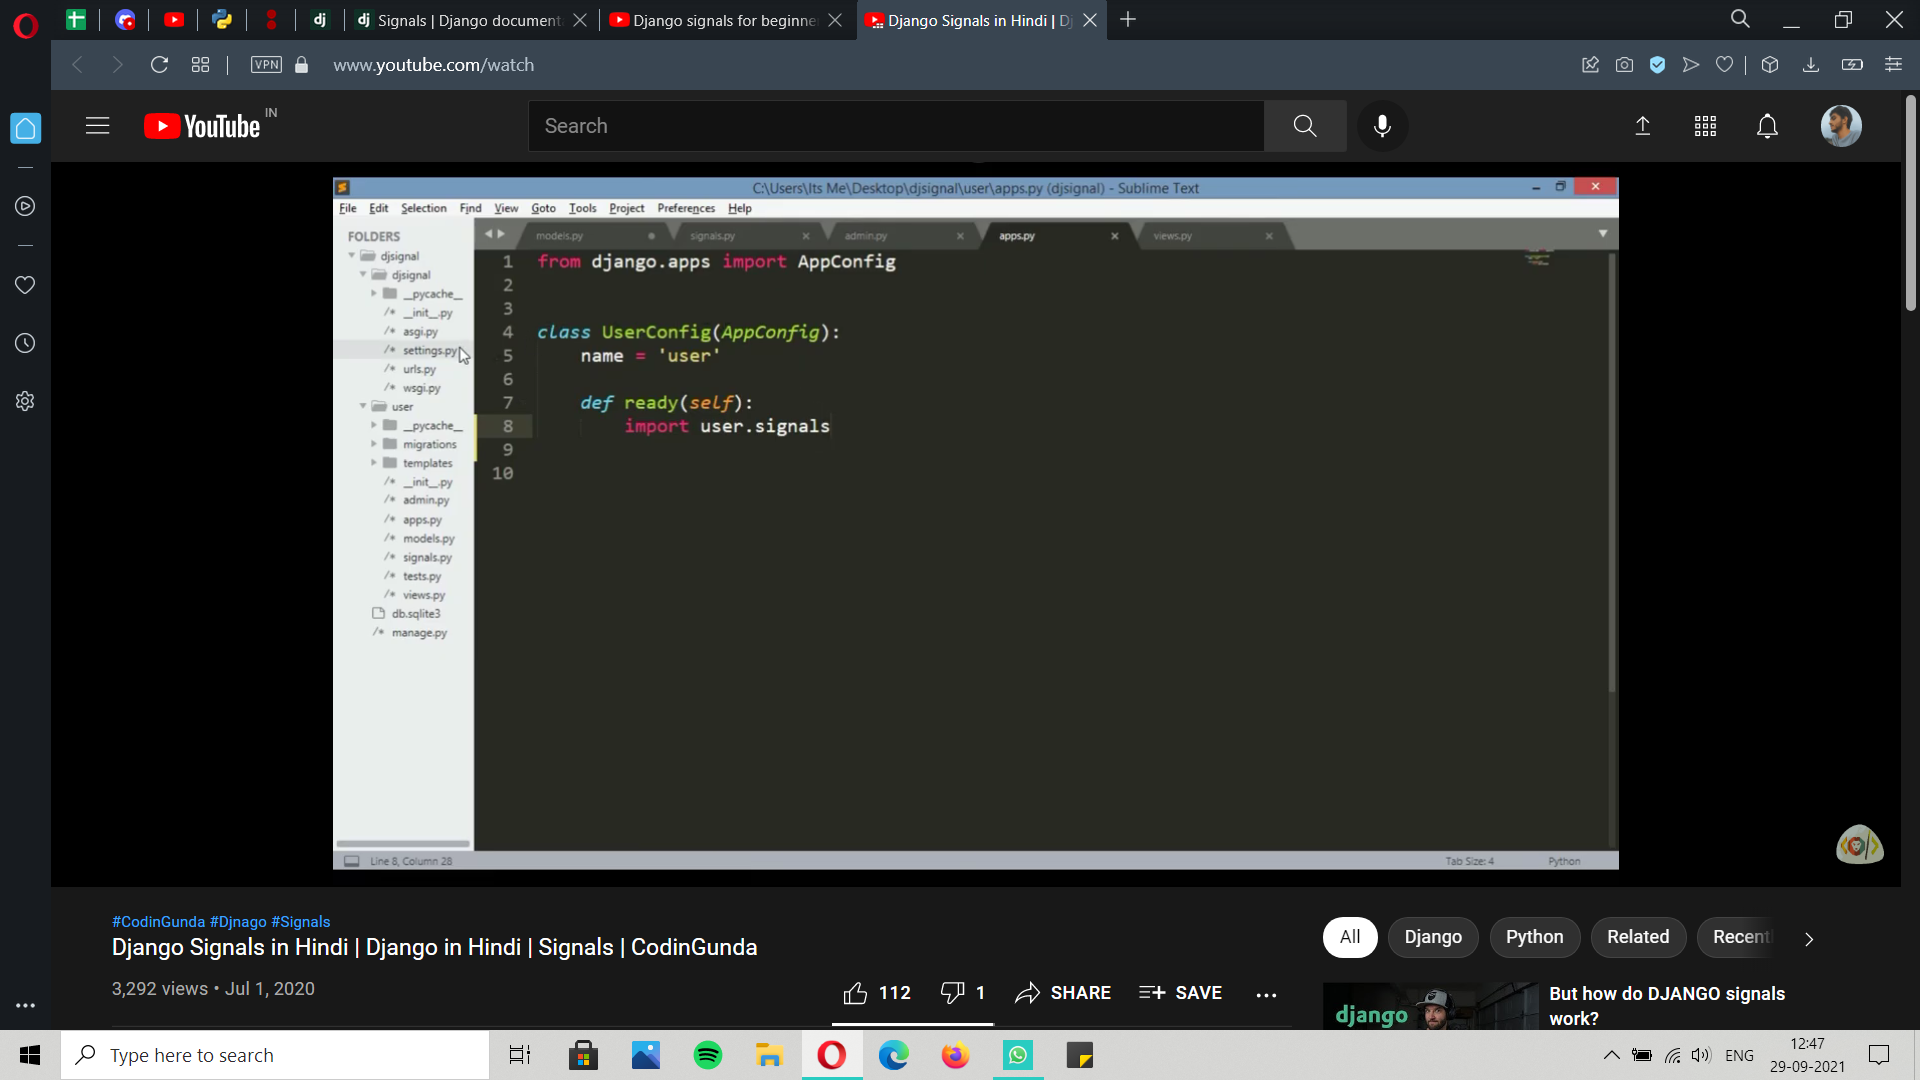 Signals | Django document
Django signals for beginne
Django Signals in Hindi | D
VPN
www.youtube.com/watch
YouTube IN
Search
C:\Users\Its Me\Desktop\djsignal\user\apps.py (djsignal) - Sublime Text
File Edit Selection Find View Goto Tools Project Preferences Help
FOLDERS
djsignal
djsignal
__pycache__
__init__.py
asgi.py
settings.py
urls.py
wsgi.py
user
__pycache__
migrations
templates
__init__.py
admin.py
apps.py
models.py
signals.py
tests.py
views.py
db.sqlite3
manage.py
models.py signals.py admin.py apps.py views.py
1 from django.apps import AppConfig
2
3
4 class UserConfig(AppConfig):
5 name = 'user'
6
7 def ready(self):
8 import user.signals
9
10
Line 8, Column 28
Tab Size: 4
Python
#CodinGunda #Djnago #Signals
Django Signals in Hindi | Django in Hindi | Signals | CodinGunda
3,292 views • Jul 1, 2020
112
1
SHARE
SAVE
All Django Python Related Recent
django
But how do DJANGO signals
work?
Type here to search
ENG
12:47
29-09-2021